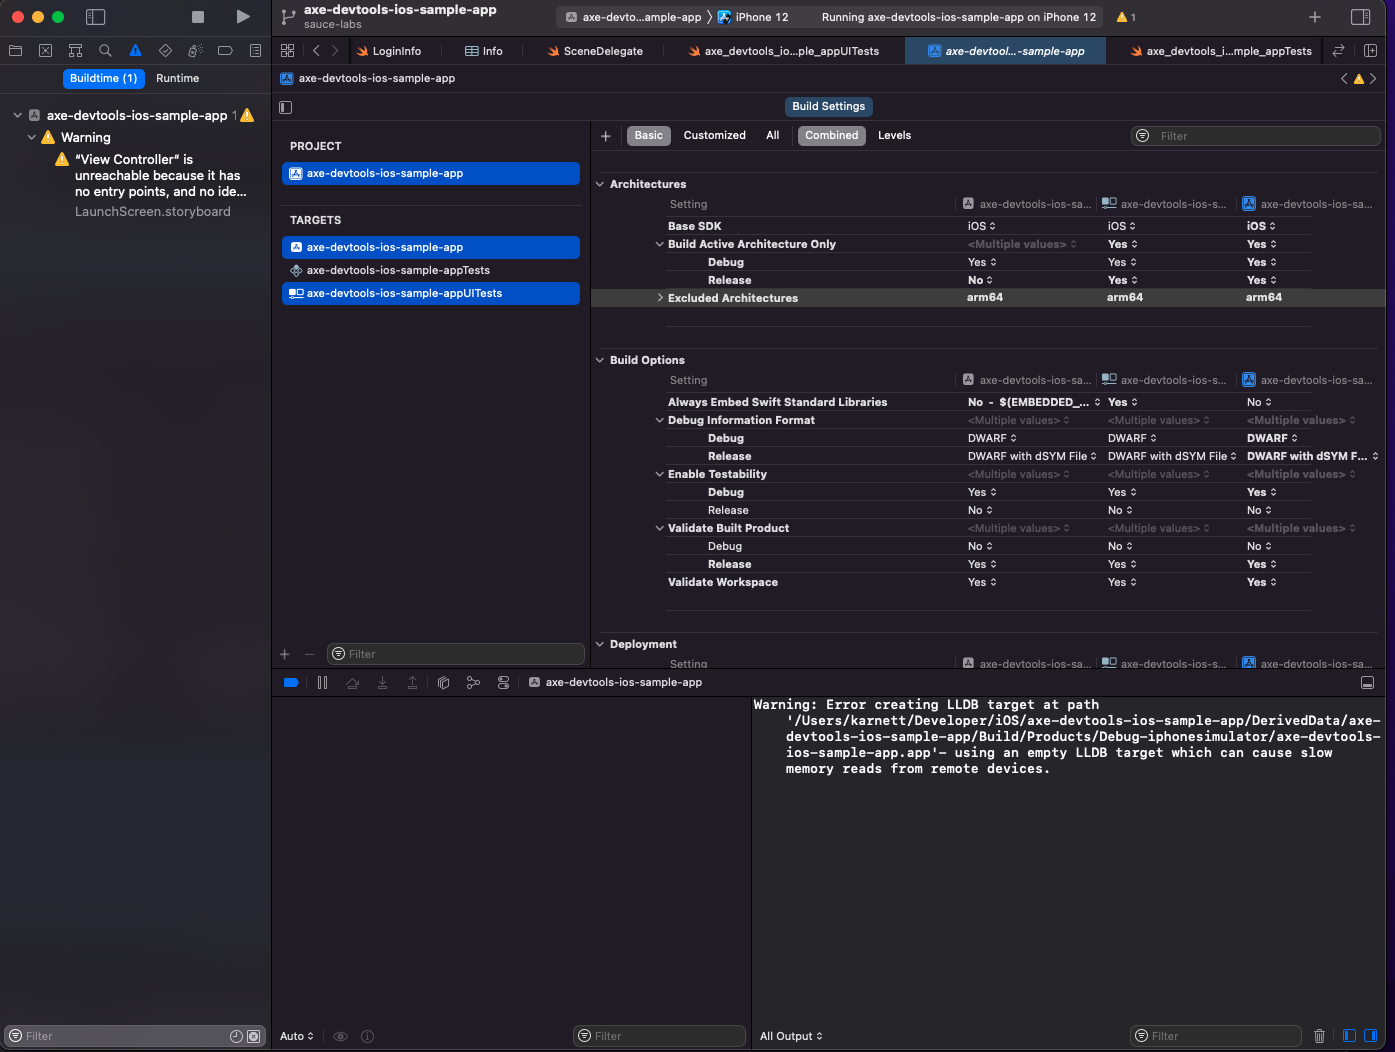 axe-devtools-ios-sample-app
sauce-labs
axe-devto...ample-app
iPhone 12
Running axe-devtools-ios-sample-app on iPhone 12
1
LoginInfo
Info
SceneDelegate
axe_devtools_io...ple_appUITests
axe-devtool...-sample-app
axe_devtools_i...mple_appTests
Buildtime (1)
Runtime
axe-devtools-ios-sample-app
axe-devtools-ios-sample-app 1
Warning
“View Controller“ is
unreachable because it has
no entry points, and no ide...
LaunchScreen.storyboard
Build Settings
PROJECT
axe-devtools-ios-sample-app
TARGETS
axe-devtools-ios-sample-app
axe-devtools-ios-sample-appTests
axe-devtools-ios-sample-appUITests
Basic
Customized
All
Combined
Levels
Filter
Architectures
Setting
axe-devtools-ios-sa...
axe-devtools-ios-s...
axe-devtools-ios-sa...
Base SDK iOS iOS iOS
Build Active Architecture Only <Multiple values> Yes Yes
Debug Yes Yes Yes
Release No Yes Yes
Excluded Architectures arm64 arm64 arm64
Build Options
Setting
axe-devtools-ios-sa...
axe-devtools-ios-s...
axe-devtools-ios-sa...
Always Embed Swift Standard Libraries No - $(EMBEDDED_... Yes No
Debug Information Format <Multiple values> <Multiple values> <Multiple values>
Debug DWARF DWARF DWARF
Release DWARF with dSYM File DWARF with dSYM File DWARF with dSYM F...
Enable Testability <Multiple values> <Multiple values> <Multiple values>
Debug Yes Yes Yes
Release No No No
Validate Built Product <Multiple values> <Multiple values> <Multiple values>
Debug No No No
Release Yes Yes Yes
Validate Workspace Yes Yes Yes
Deployment
Setting
axe-devtools-ios-sa...
axe-devtools-ios-s...
axe-devtools-ios-sa...
Filter
axe-devtools-ios-sample-app
Warning: Error creating LLDB target at path
'/Users/karnett/Developer/iOS/axe-devtools-ios-sample-app/DerivedData/axe-
devtools-ios-sample-app/Build/Products/Debug-iphonesimulator/axe-devtools-
ios-sample-app.app'- using an empty LLDB target which can cause slow
memory reads from remote devices.
Filter
Auto
Filter
All Output
Filter